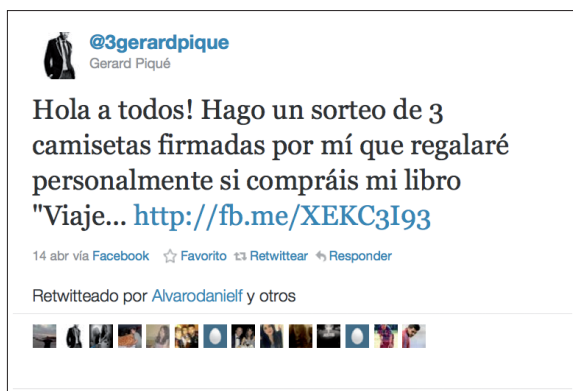 @3gerardpique
Gerard Piqué
Hola a todos! Hago un sorteo de 3
camisetas firmadas por mí que regalaré
personalmente si compráis mi libro
"Viaje... http://fb.me/XEKC3I93
14 abr vía Facebook Favorito Retwittear Responder
Retwitteado por Alvarodanielf y otros